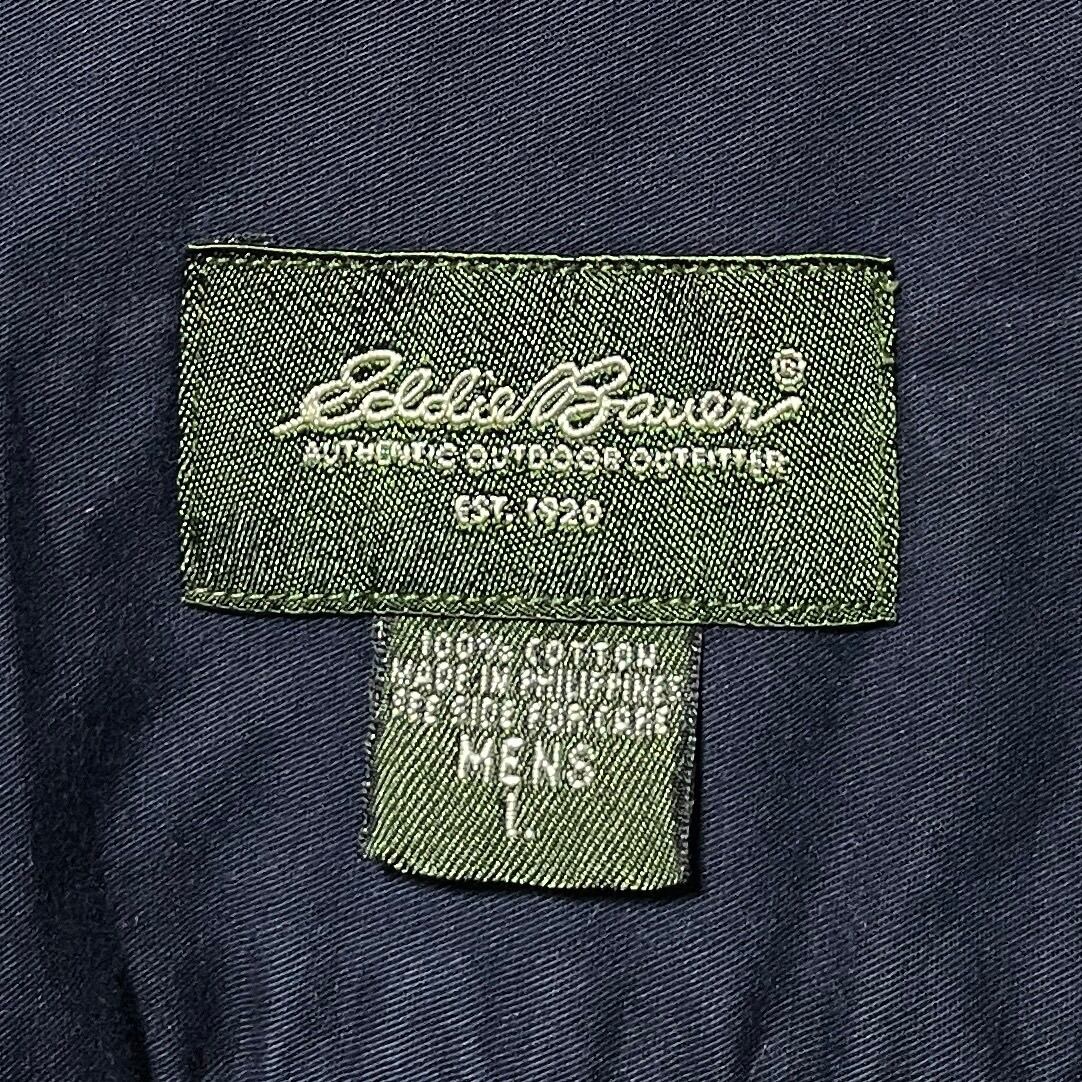 Eddie Bauer®
AUTHENTIC OUTDOOR OUTFITTER
EST. 1920
100% COTTON
MADE IN PHILIPPINES
SEE SIDE FOR CARE
MENS
L